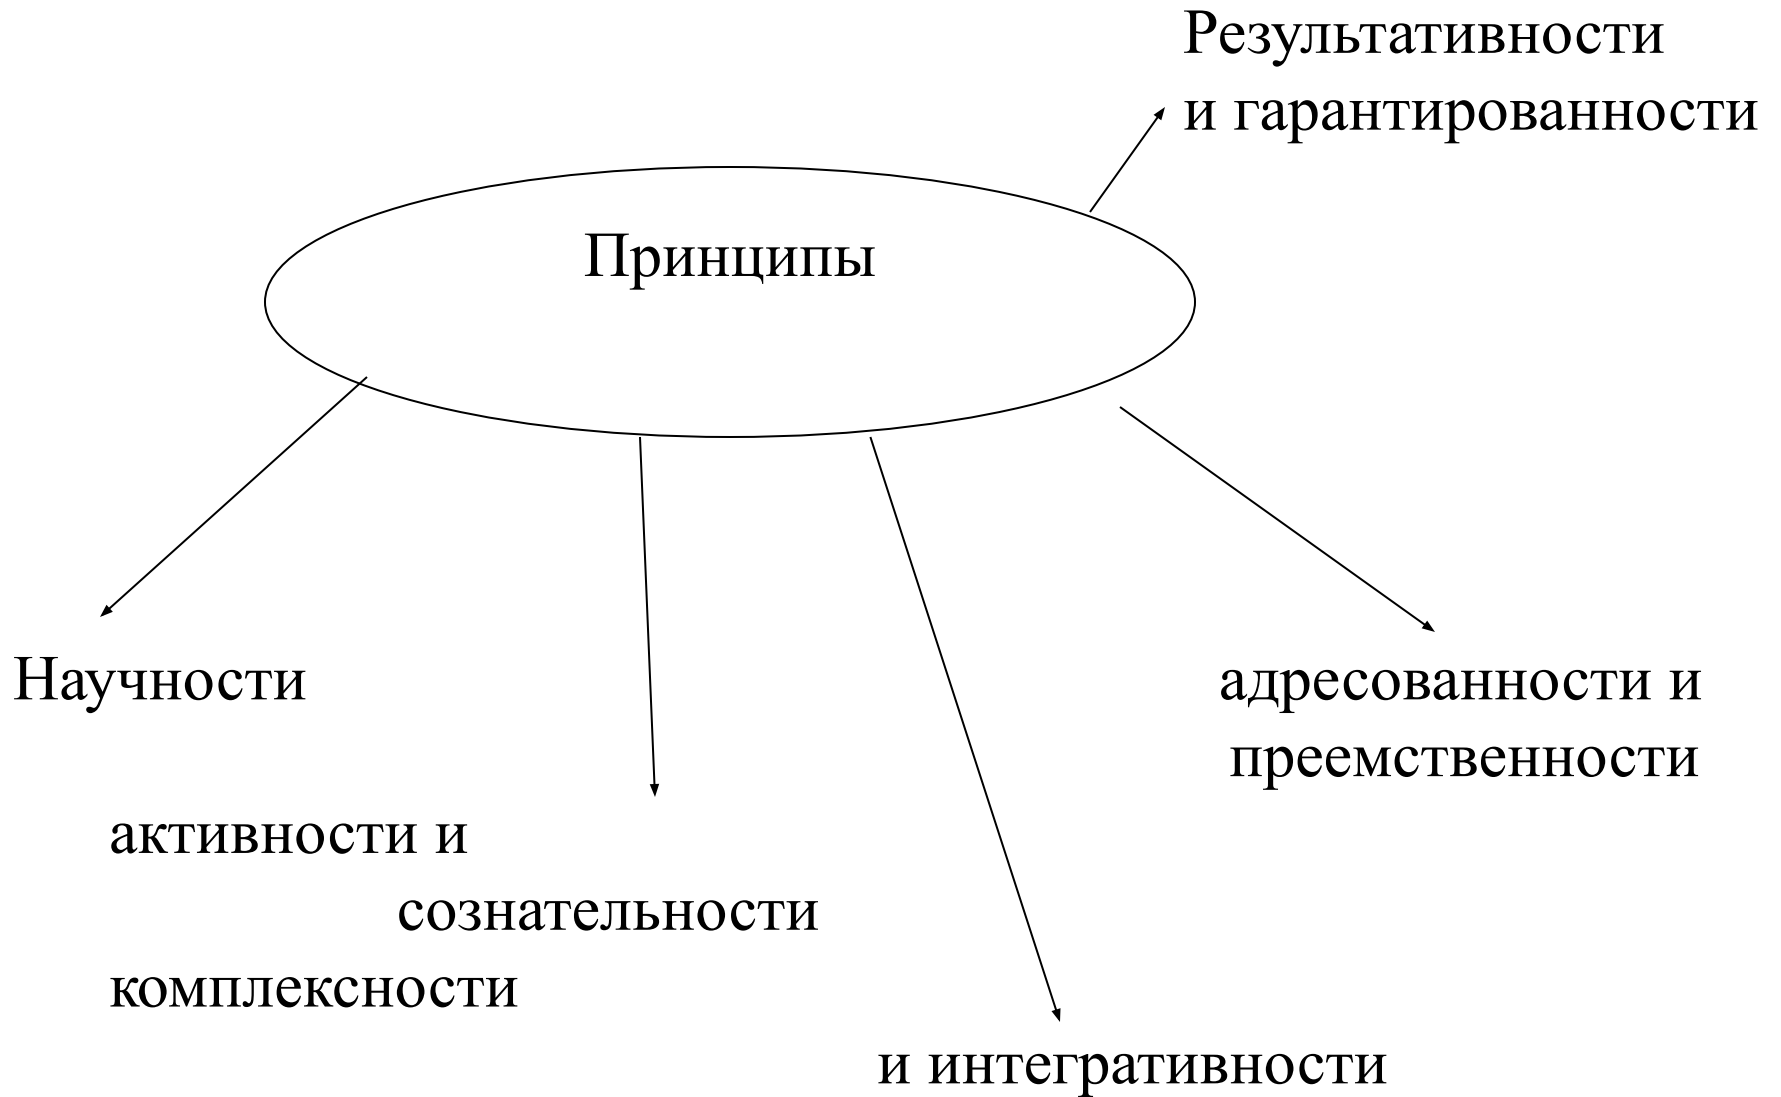 Результативности
и гарантированности
Принципы
Научности
адресованности и
преемственности
активности и
сознательности
комплексности
и интегративности